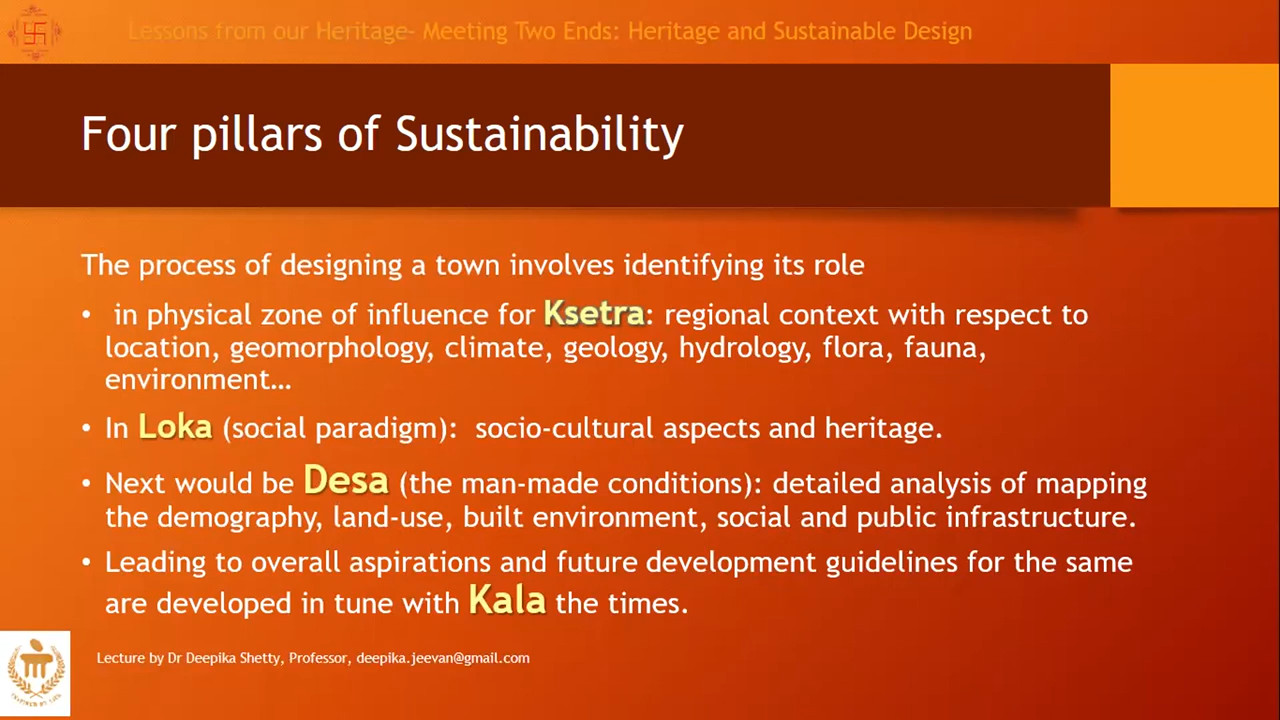 Lessons from our Heritage- Meeting Two Ends: Heritage and Sustainable Design
Four pillars of Sustainability
The process of designing a town involves identifying its role
• in physical zone of influence for Ksetra: regional context with respect to
location, geomorphology, climate, geology, hydrology, flora, fauna,
environment…
• In Loka (social paradigm): socio-cultural aspects and heritage.
• Next would be Desa (the man-made conditions): detailed analysis of mapping
the demography, land-use, built environment, social and public infrastructure.
• Leading to overall aspirations and future development guidelines for the same
are developed in tune with Kala the times.
Lecture by Dr Deepika Shetty, Professor, deepika.jeevan@gmail.com